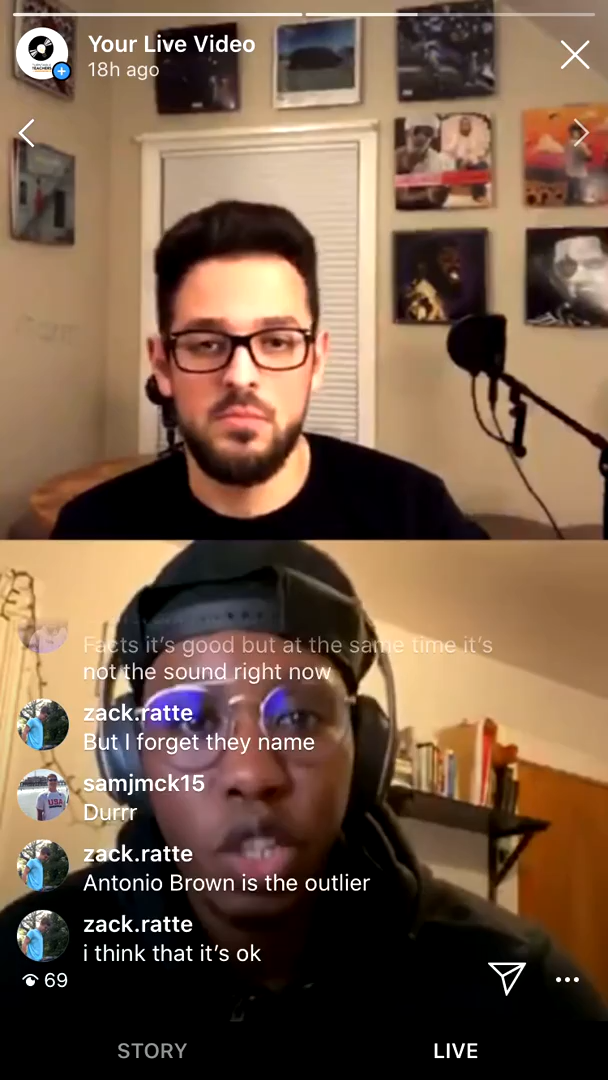 Your Live Video
18h ago
Facts it’s good but at the same time it’s
not the sound right now
zack.ratte
But I forget they name
samjmck15
Durrr
zack.ratte
Antonio Brown is the outlier
zack.ratte
i think that it’s ok
69
STORY
LIVE